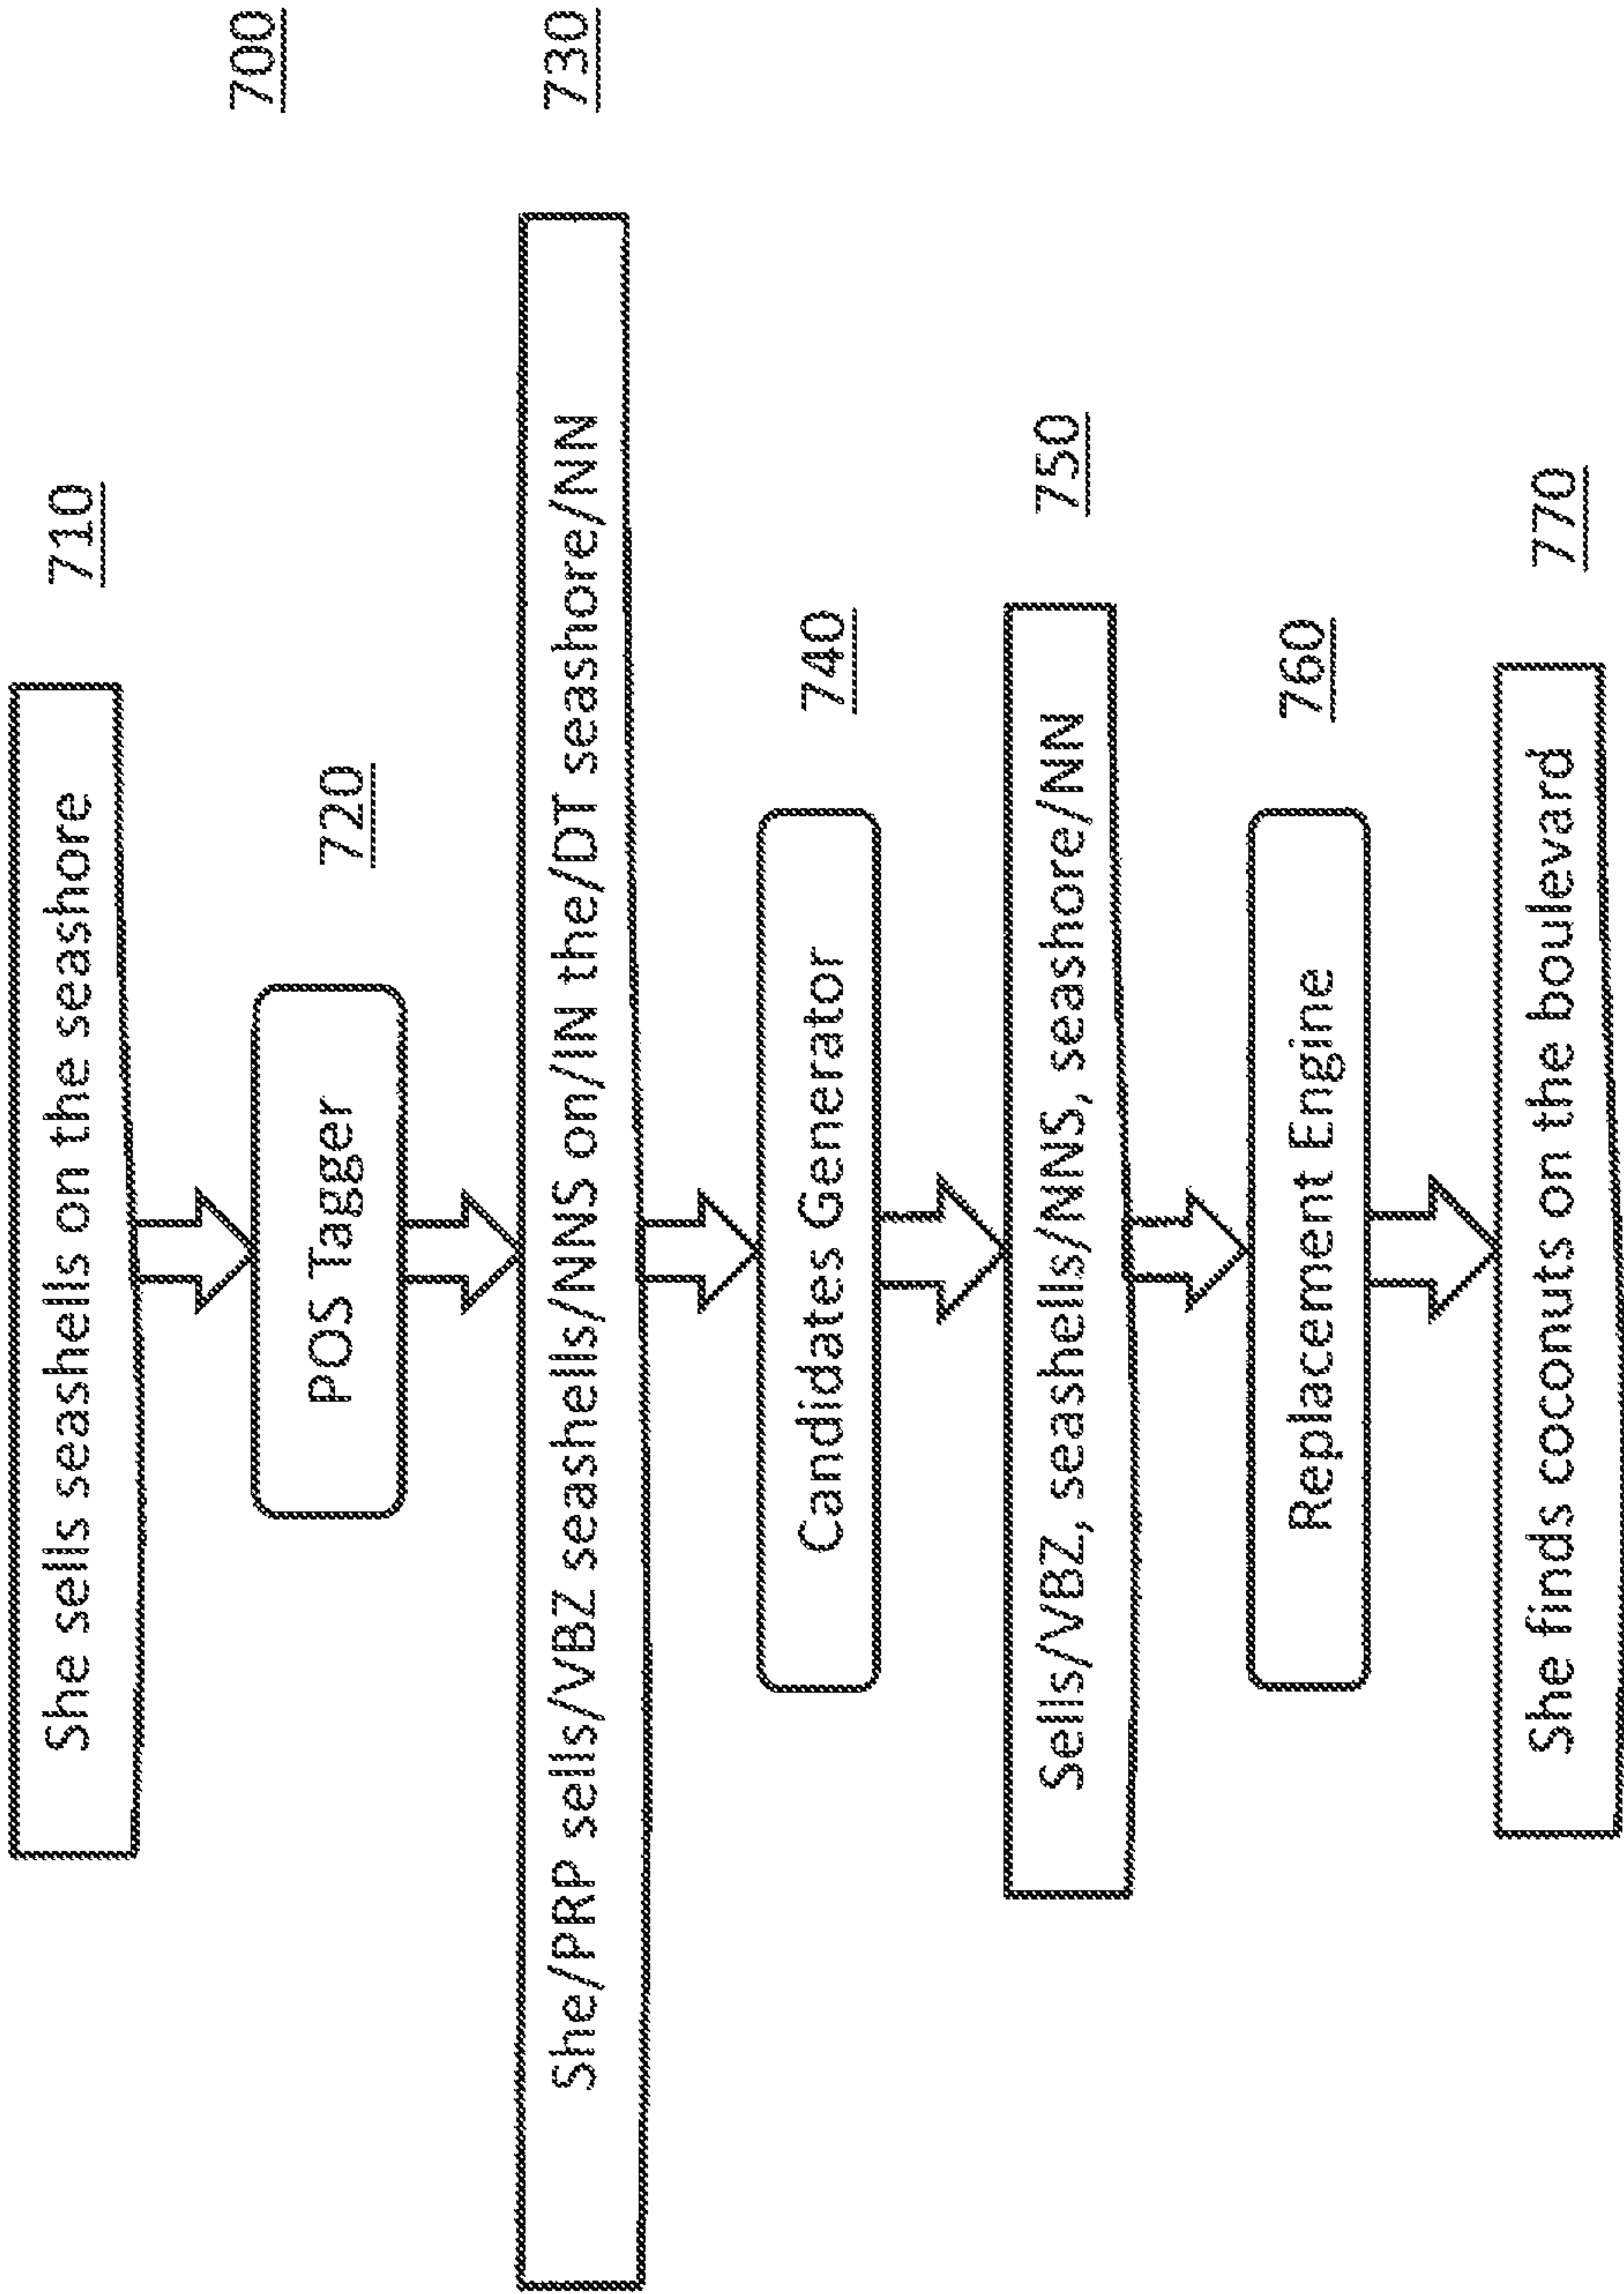 700
She sells seashells on the seashore 710
POS Tagger 720
She/PRP sells/VBZ seashells/NNS on/IN the/DT seashore/NN 730
Candidates Generator 740
Sells/VBZ, seashells/NNS, seashore/NN 750
Replacement Engine 760
She finds coconuts on the boulevard 770